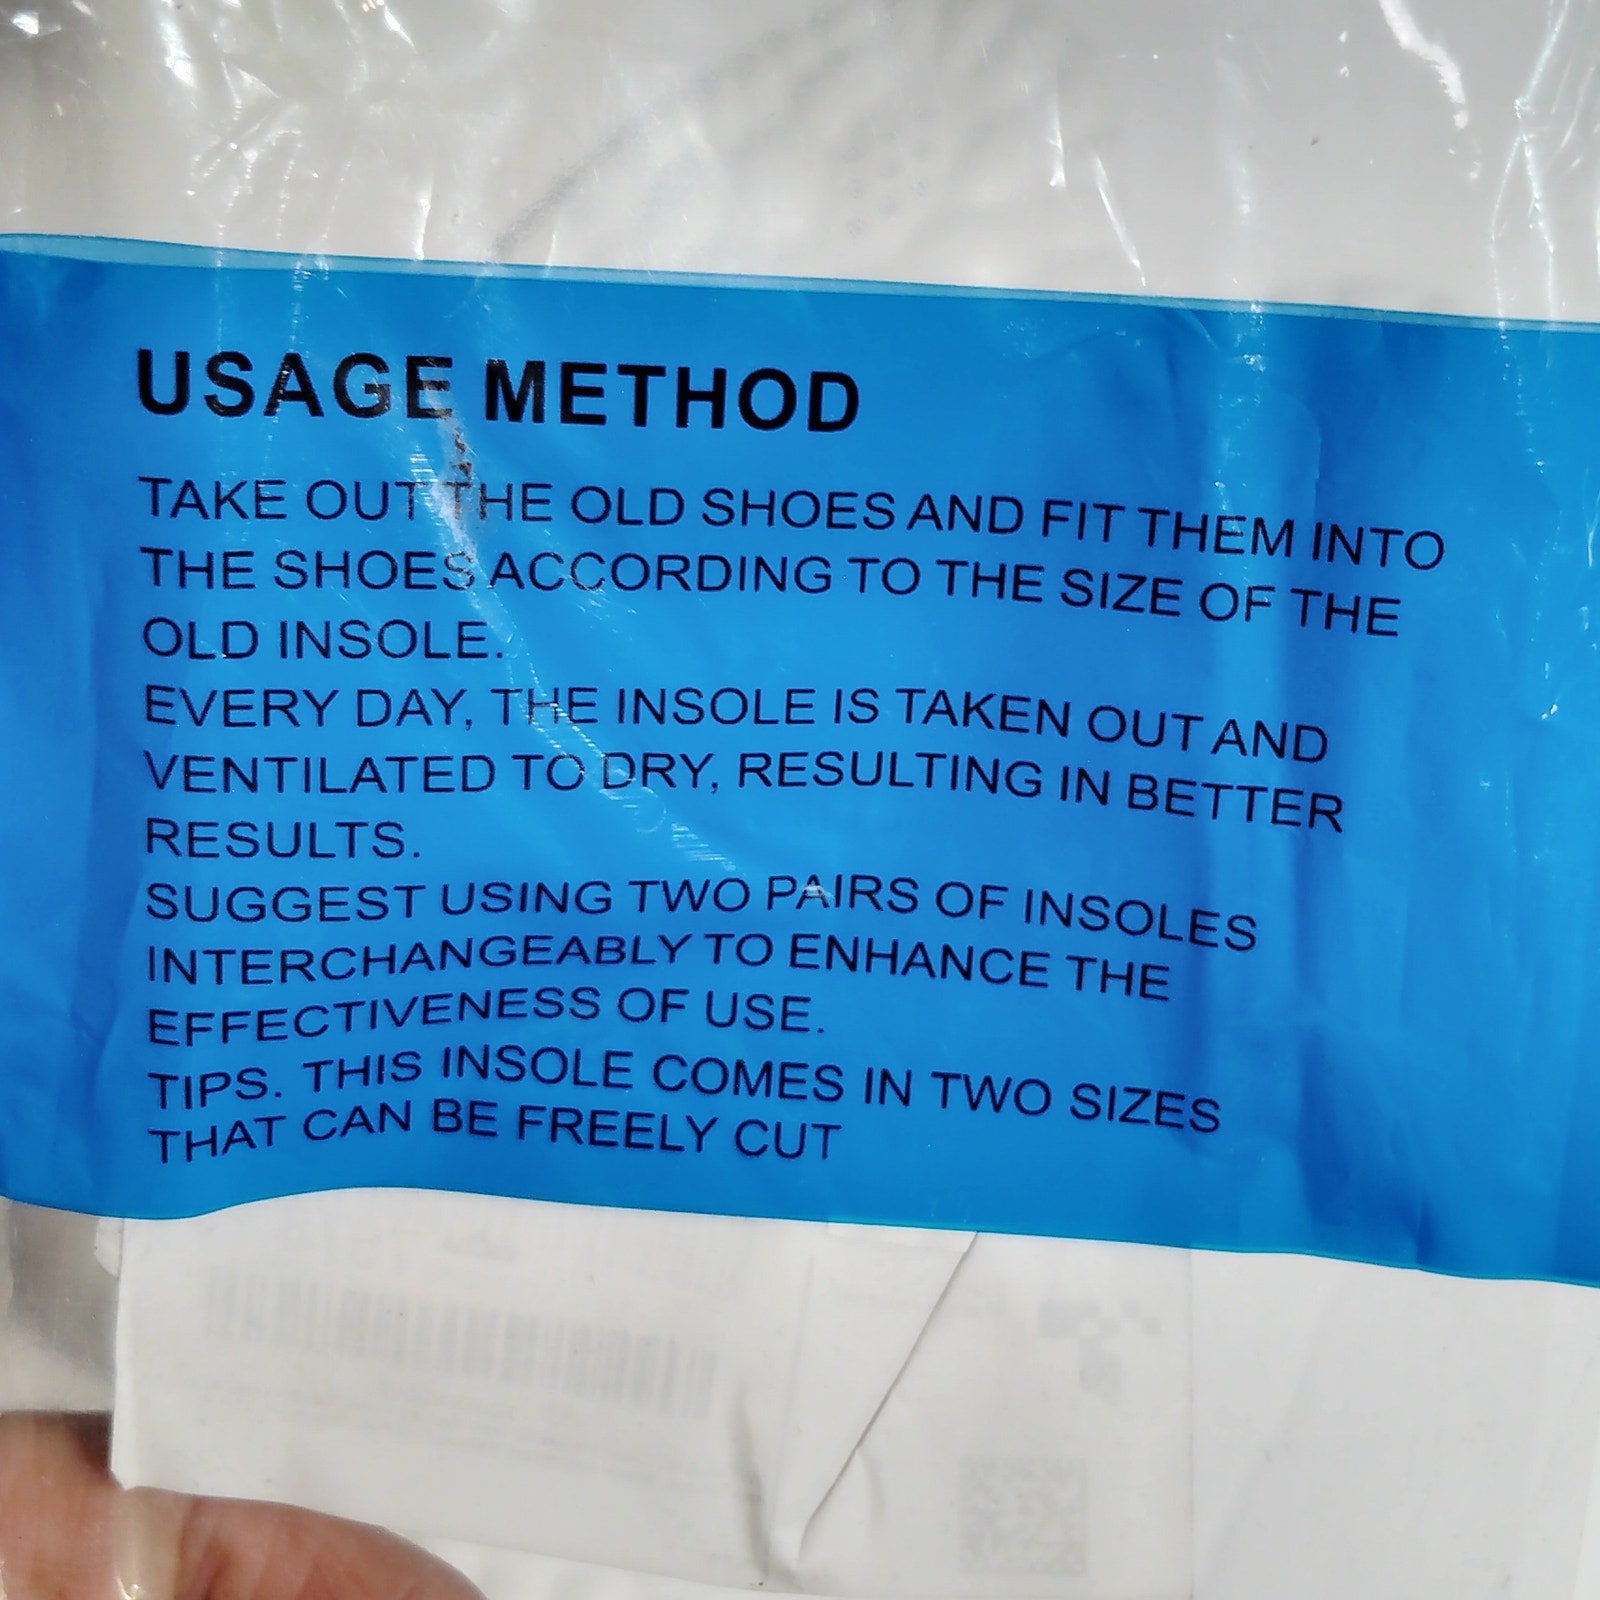 USAGE METHOD
TAKE OUT THE OLD SHOES AND FIT THEM INTO
THE SHOES ACCORDING TO THE SIZE OF THE
OLD INSOLE.
EVERY DAY, THE INSOLE IS TAKEN OUT AND
VENTILATED TO DRY, RESULTING IN BETTER
RESULTS.
SUGGEST USING TWO PAIRS OF INSOLES
INTERCHANGEABLY TO ENHANCE THE
EFFECTIVENESS OF USE.
TIPS. THIS INSOLE COMES IN TWO SIZES
THAT CAN BE FREELY CUT